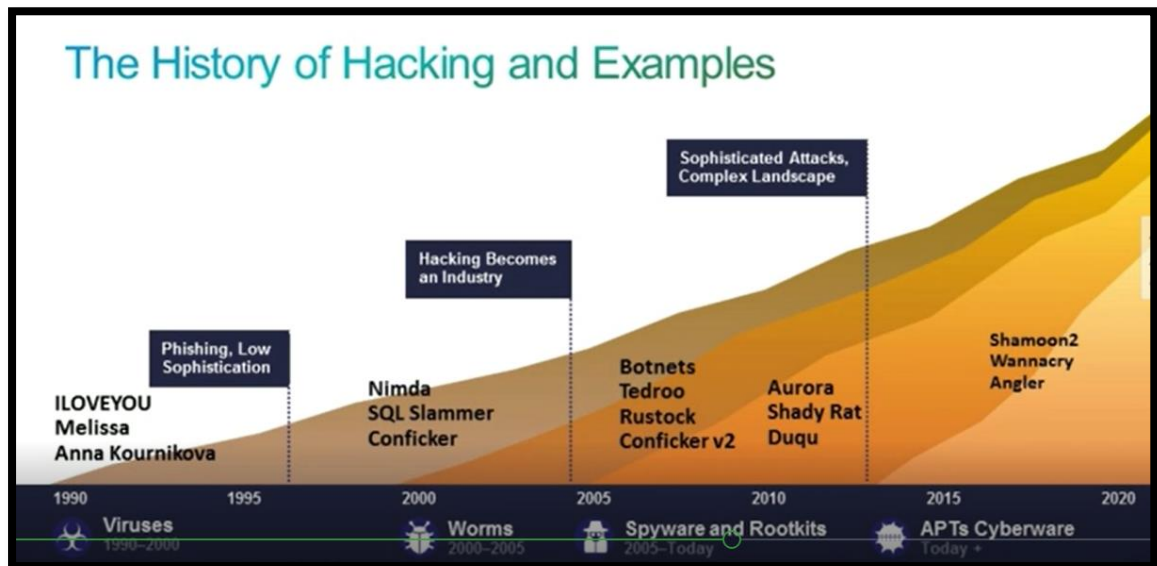 The History of Hacking and Examples
Sophisticated Attacks,
Complex Landscape
Hacking Becomes
an Industry
Phishing, Low
Sophistication
ILOVEYOU
Melissa
Anna Kournikova
Nimda
SQL Slammer
Conficker
Botnets
Tedroo
Rustock
Conficker v2
Aurora
Shady Rat
Duqu
Shamoon2
Wannacry
Angler
1990 1995 2000 2005 2010 2015 2020
Viruses
1990–2000
Worms
2000–2005
Spyware and Rootkits
2005–Today
APTs Cyberware
Today +